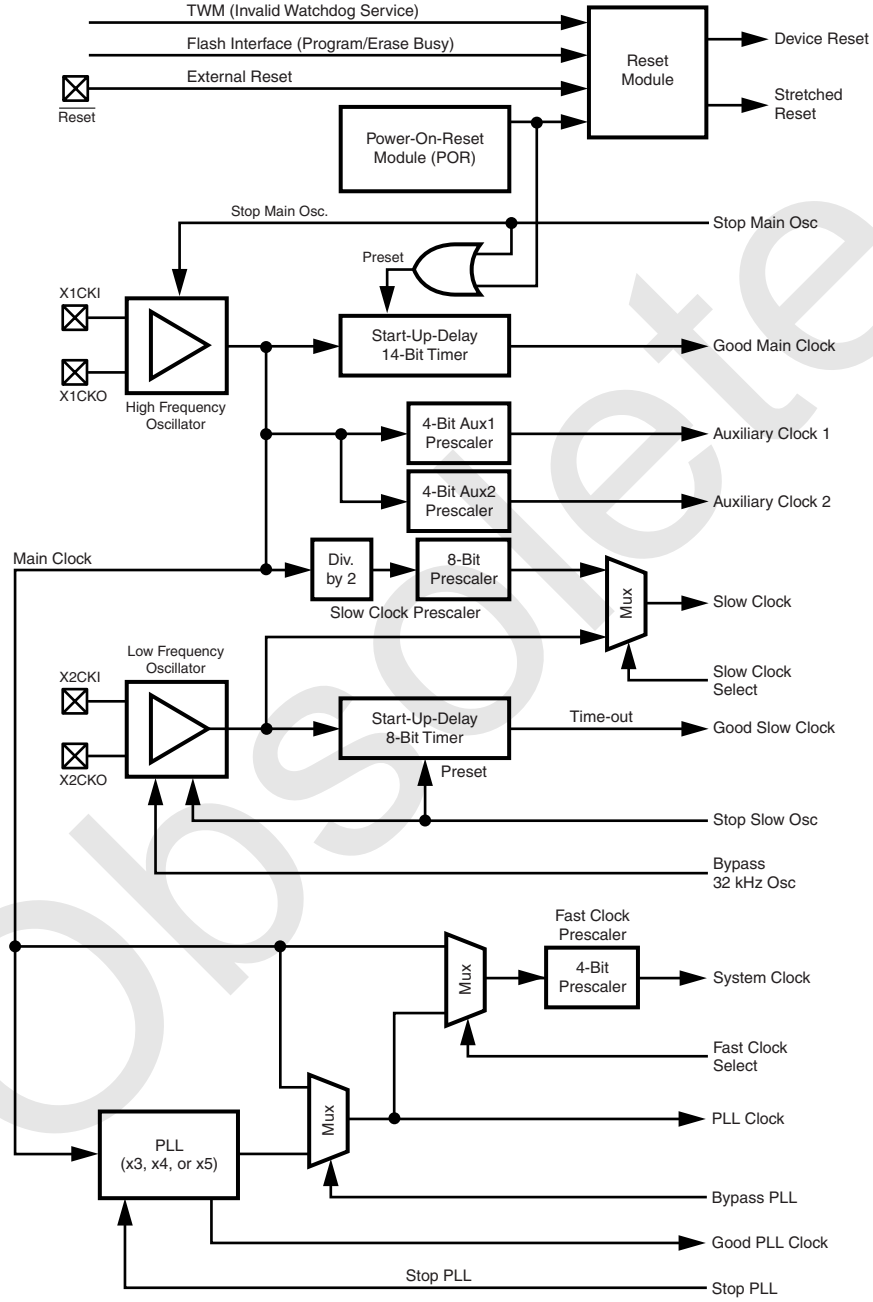 TWM (Invalid Watchdog Service)
Flash Interface (Program/Erase Busy)
External Reset
Reset
Reset
Module
Device Reset
Stretched
Reset
Power-On-Reset
Module (POR)
Stop Main Osc.
Stop Main Osc
Preset
X1CKI
X1CKO
High Frequency
Oscillator
Start-Up-Delay
14-Bit Timer
Good Main Clock
4-Bit Aux1
Prescaler
Auxiliary Clock 1
4-Bit Aux2
Prescaler
Auxiliary Clock 2
Main Clock
Div.
by 2
8-Bit
Prescaler
Slow Clock Prescaler
Mux
Slow Clock
Slow Clock
Select
Low Frequency
Oscillator
X2CKI
X2CKO
Start-Up-Delay
8-Bit Timer
Time-out
Good Slow Clock
Preset
Stop Slow Osc
Bypass
32 kHz Osc
Fast Clock
Prescaler
Mux
4-Bit
Prescaler
System Clock
Fast Clock
Select
Mux
PLL Clock
PLL
(x3, x4, or x5)
Bypass PLL
Good PLL Clock
Stop PLL
Stop PLL
Obsolete